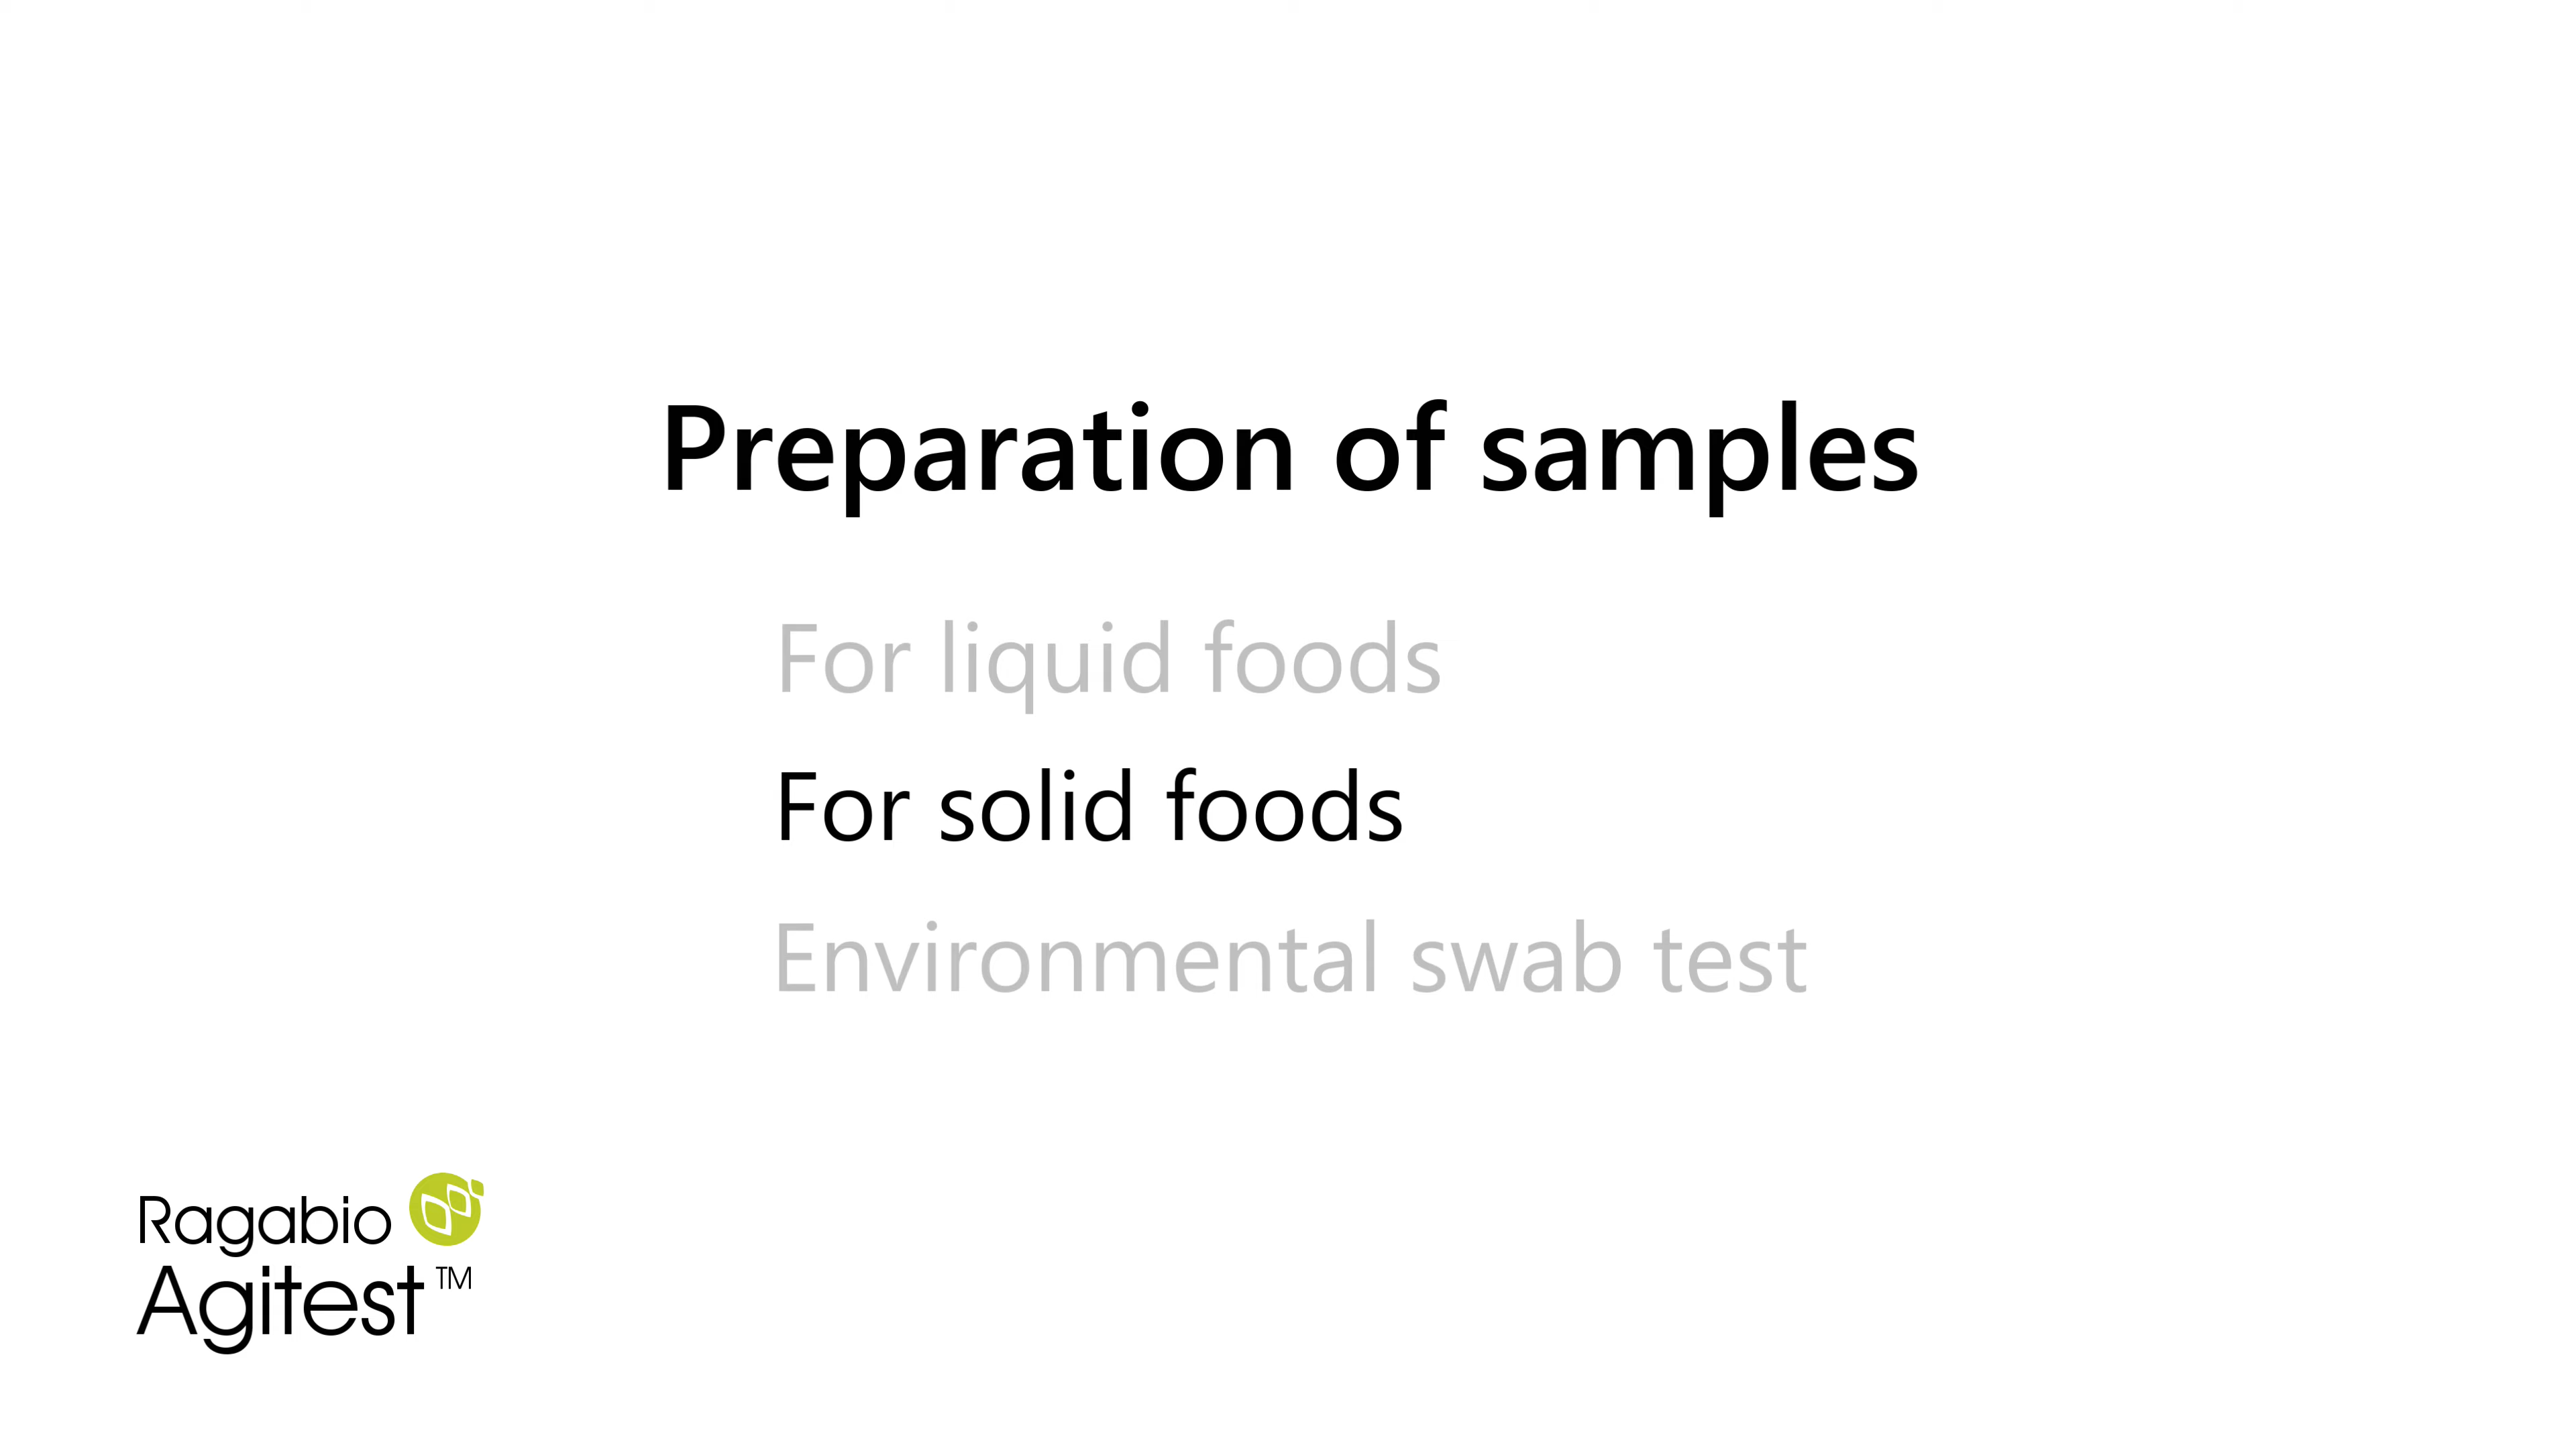 Preparation of samples
For liquid foods
For solid foods
Environmental swab test
Ragabio
Agitest™